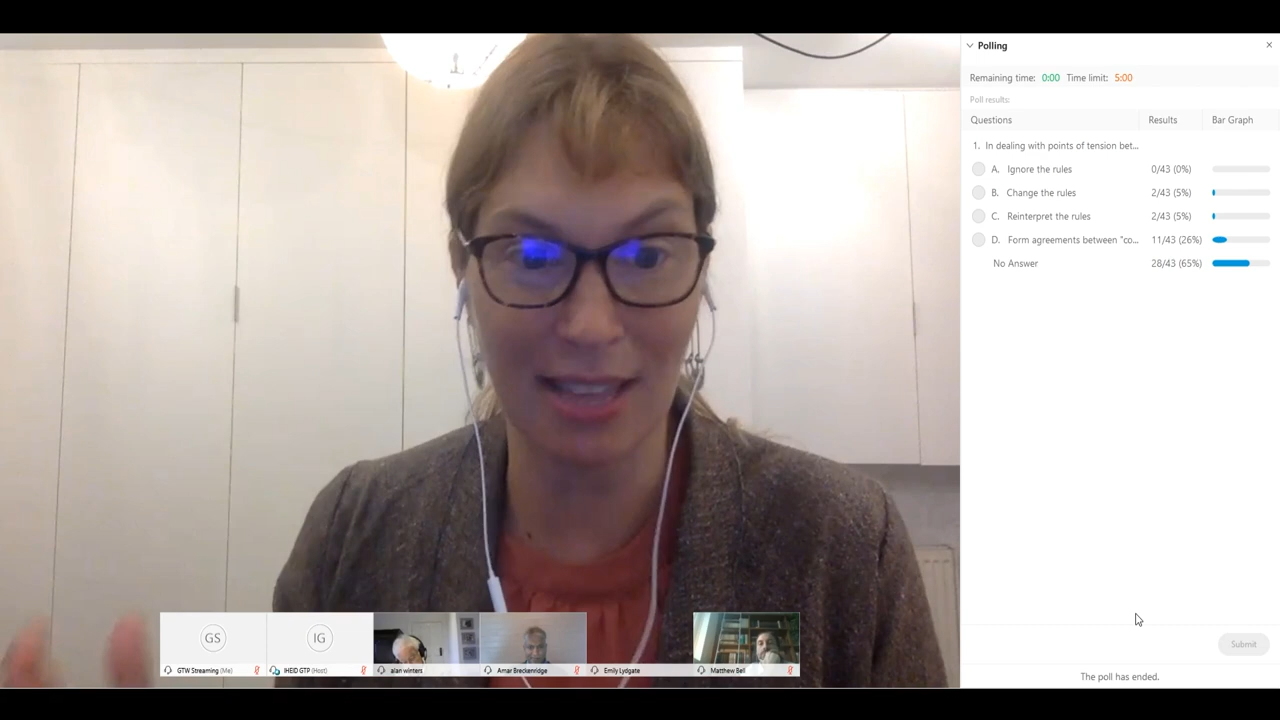 Polling
Remaining time: 0:00 Time limit: 5:00
Poll results:
Questions Results Bar Graph
1. In dealing with points of tension bet...
A. Ignore the rules 0/43 (0%)
B. Change the rules 2/43 (5%)
C. Reinterpret the rules 2/43 (5%)
D. Form agreements between "co... 11/43 (26%)
No Answer 28/43 (65%)
GS IG
GTW Streaming (Me) IHEID GTP (Host) alan winters Amar Breckenridge Emily Lydgate Matthew Bell
Submit
The poll has ended.